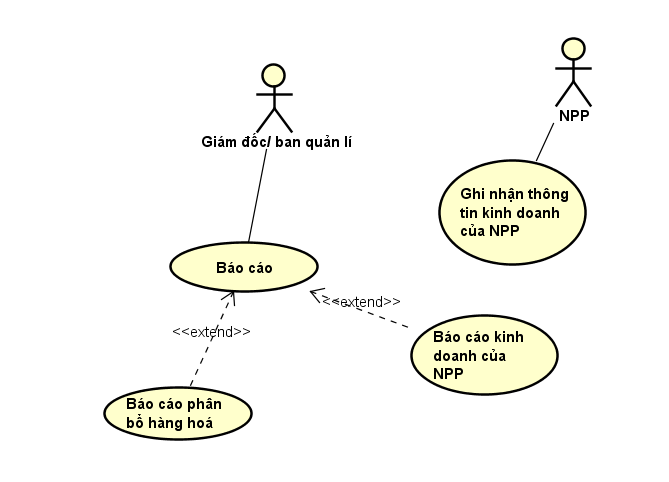 NPP
Giám đốc/ ban quản lí
Ghi nhận thông
tin kinh doanh
của NPP
Báo cáo
<<extend>>
<<extend>>
Báo cáo kinh
doanh của
NPP
Báo cáo phân
bổ hàng hoá